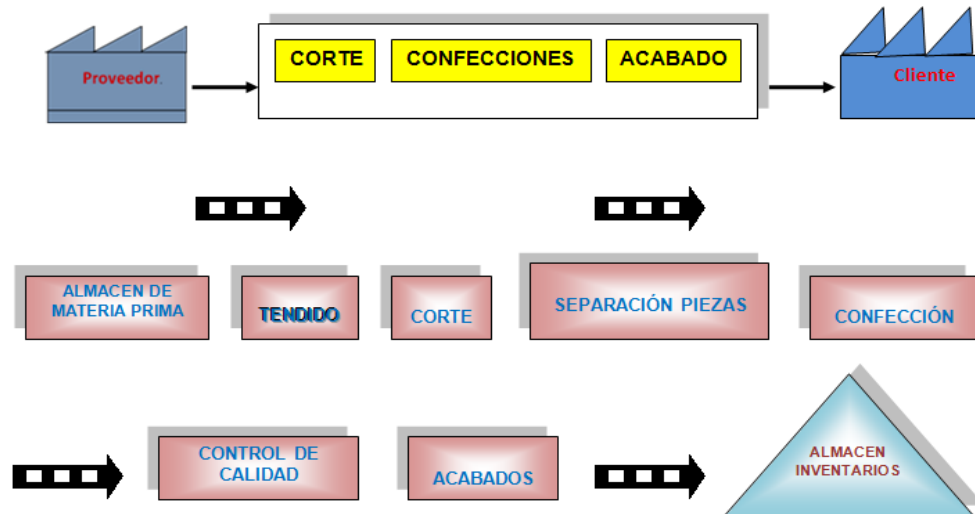 Proveedor.
CORTE
CONFECCIONES
ACABADO
Cliente
ALMACEN DE
MATERIA PRIMA
TENDIDO
CORTE
SEPARACIÓN PIEZAS
CONFECCIÓN
CONTROL DE
CALIDAD
ACABADOS
ALMACEN
INVENTARIOS